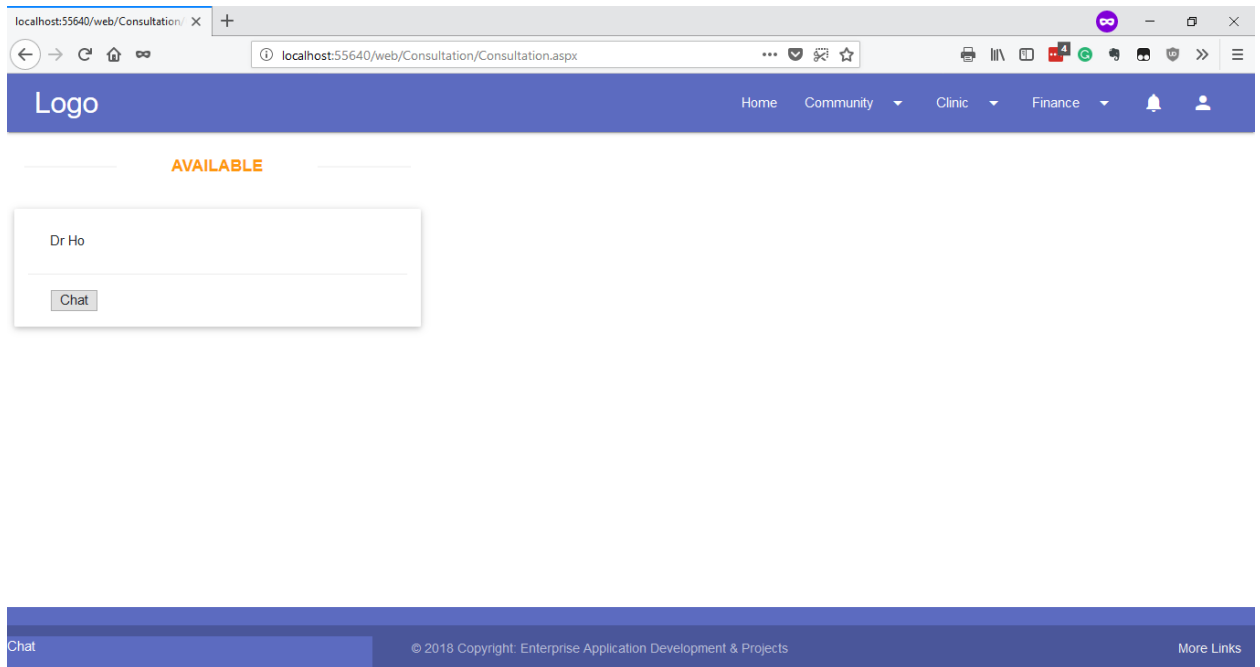 localhost:55640/web/Consultation/
localhost:55640/web/Consultation/Consultation.aspx
4
Logo
Home Community Clinic Finance
AVAILABLE
Dr Ho
Chat
Chat
© 2018 Copyright: Enterprise Application Development & Projects
More Links